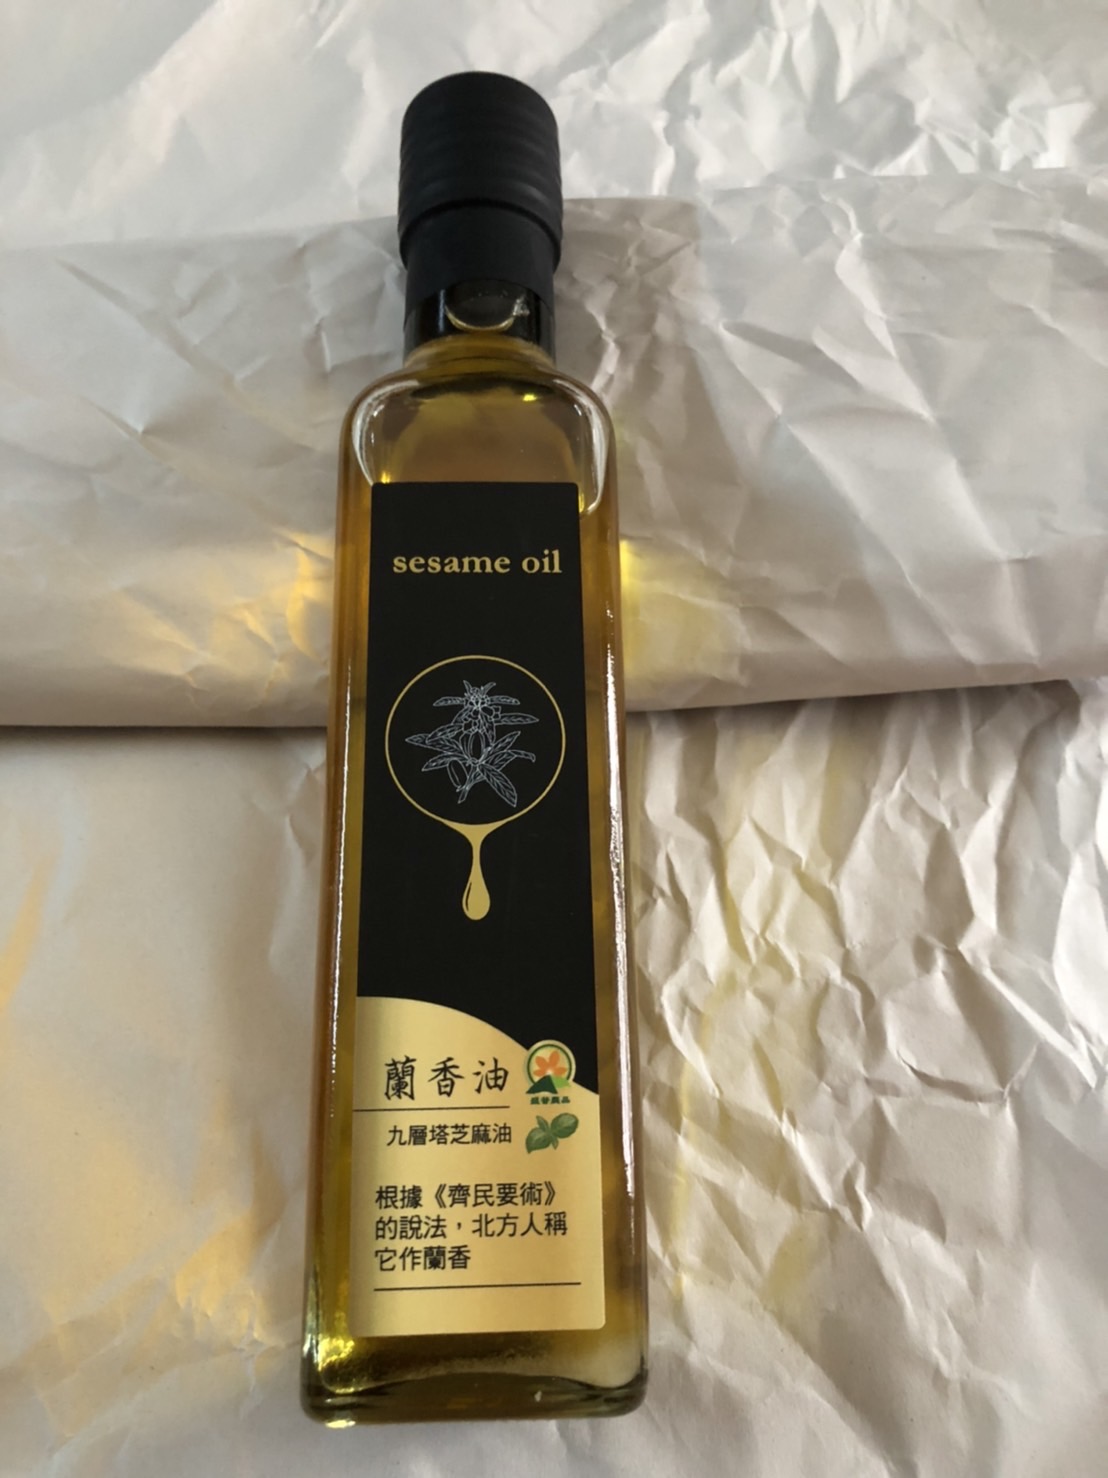 sesame oil
蘭香油
九層塔芝麻油
根據《齊民要術》
的說法，北方人稱
它作蘭香